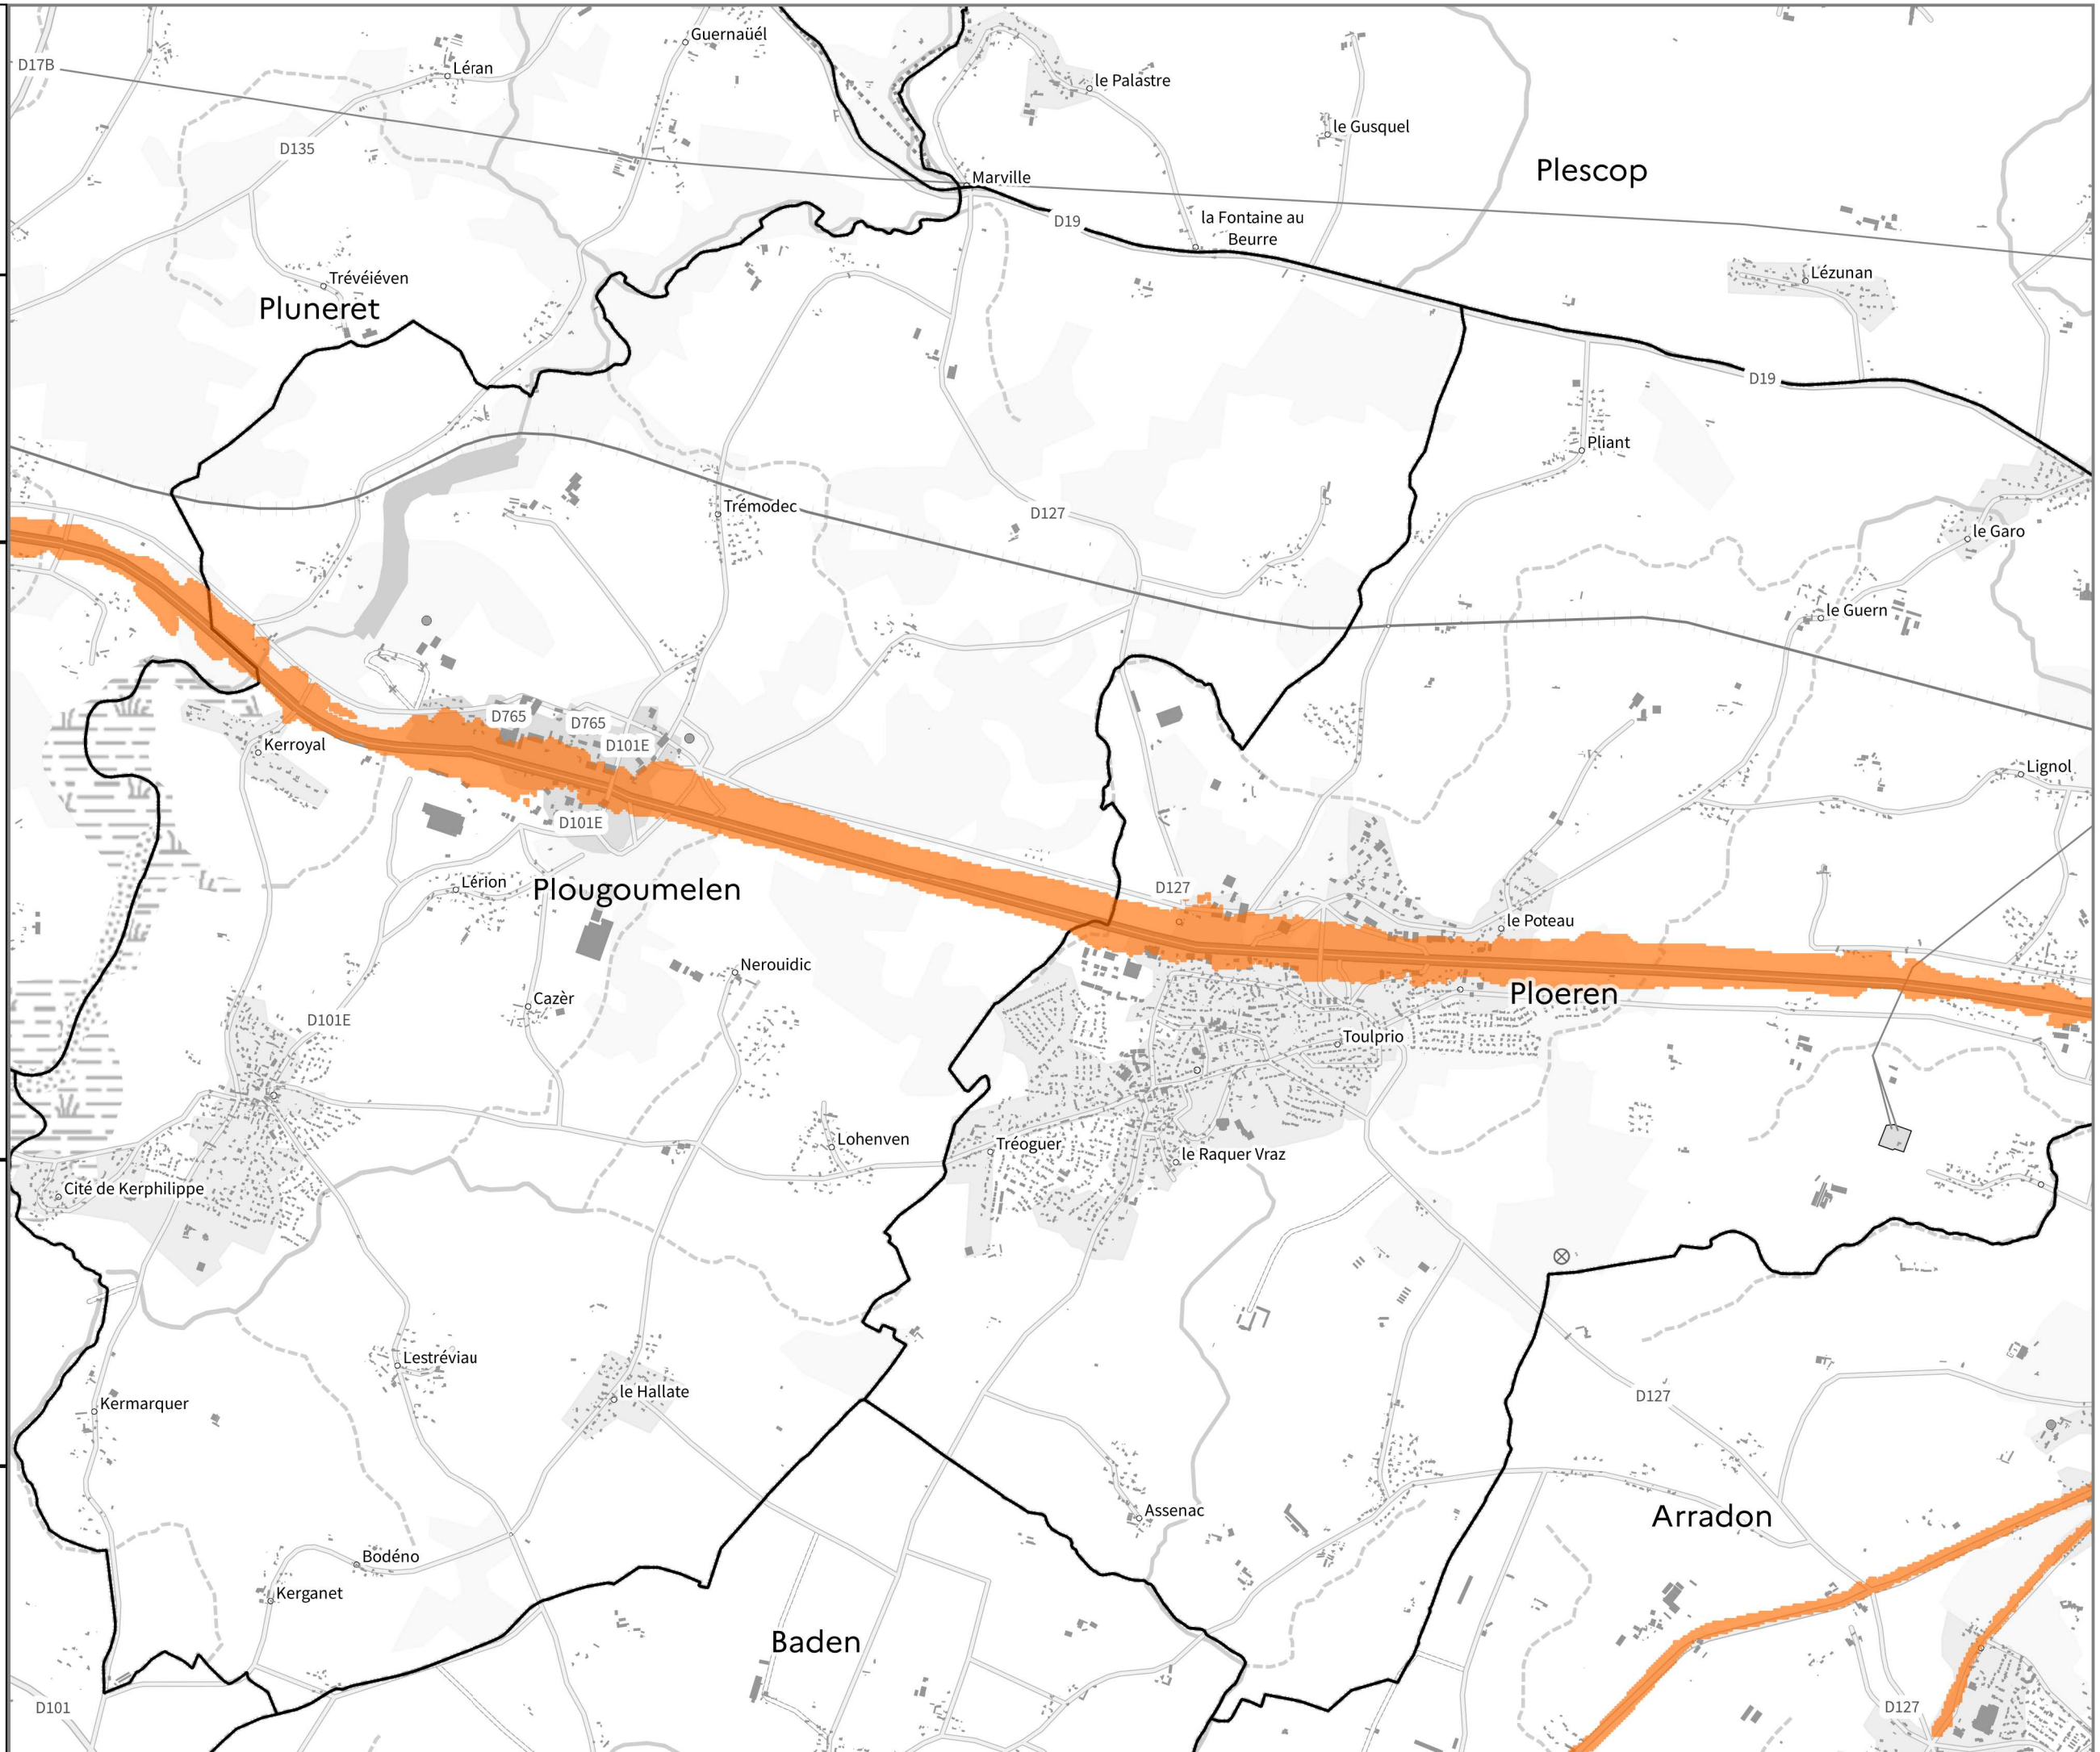 Guernaüél
D17B
Léran
le Palastre
le Gusquel
D135
Plescop
Marville
D19
la Fontaine au
Beurre
Trévéiéven
Lézunan
Pluneret
D19
Pliant
Trémodec
D127
le Garo
le Guern
D765
D765
Kerroyal
D101E
Lignol
D101E
Lérion
D127
Plougoumelen
le Poteau
Nerouidic
Cazèr
Ploeren
D101E
Toulprio
Lohenven
Tréoguer
le Raquer Vraz
Cité de Kerphilippe
Lestréviau
le Hallate
D127
Kermarquer
Assenac
Arradon
Bodéno
Kerganet
Baden
D101
D127